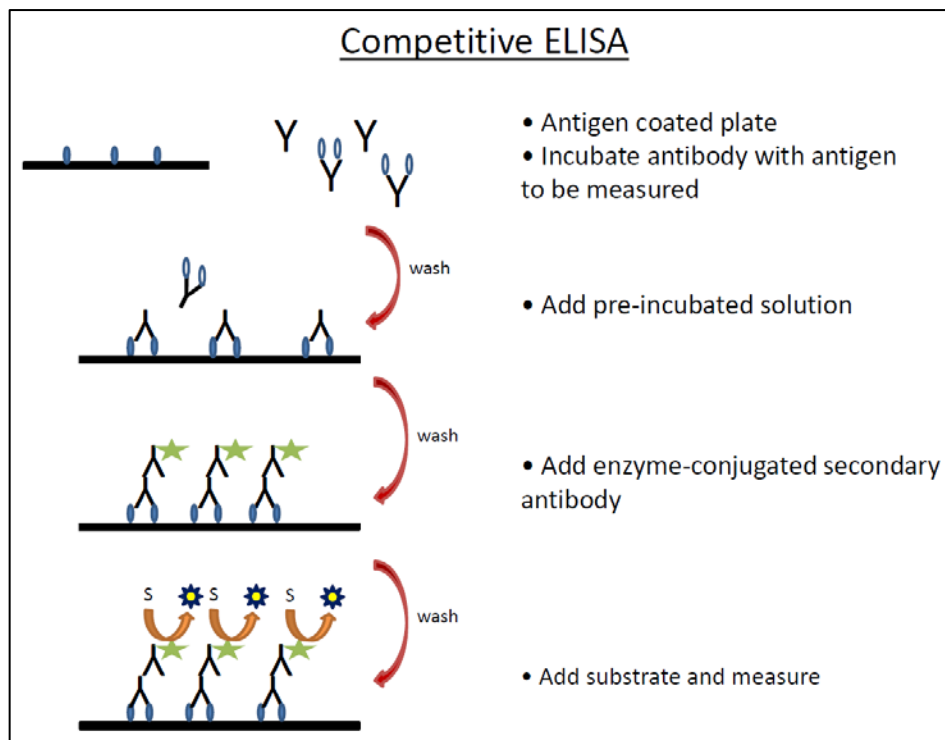 Competitive ELISA
• Antigen coated plate
• Incubate antibody with antigen
to be measured
wash
• Add pre-incubated solution
wash
• Add enzyme-conjugated secondary
antibody
S S S
wash
• Add substrate and measure